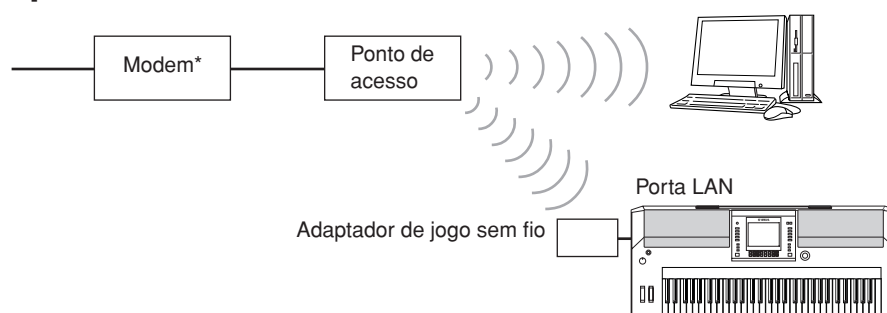 Modem*
Ponto de
acesso
Porta LAN
Adaptador de jogo sem fio